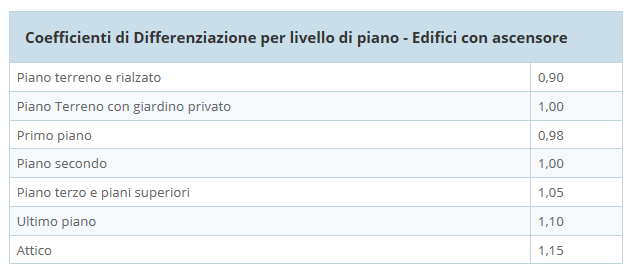 Coefficienti di Differenziazione per livello di piano - Edifici con ascensore
Piano terreno e rialzato 0,90
Piano Terreno con giardino privato 1,00
Primo piano 0,98
Piano secondo 1,00
Piano terzo e piani superiori 1,05
Ultimo piano 1,10
Attico 1,15